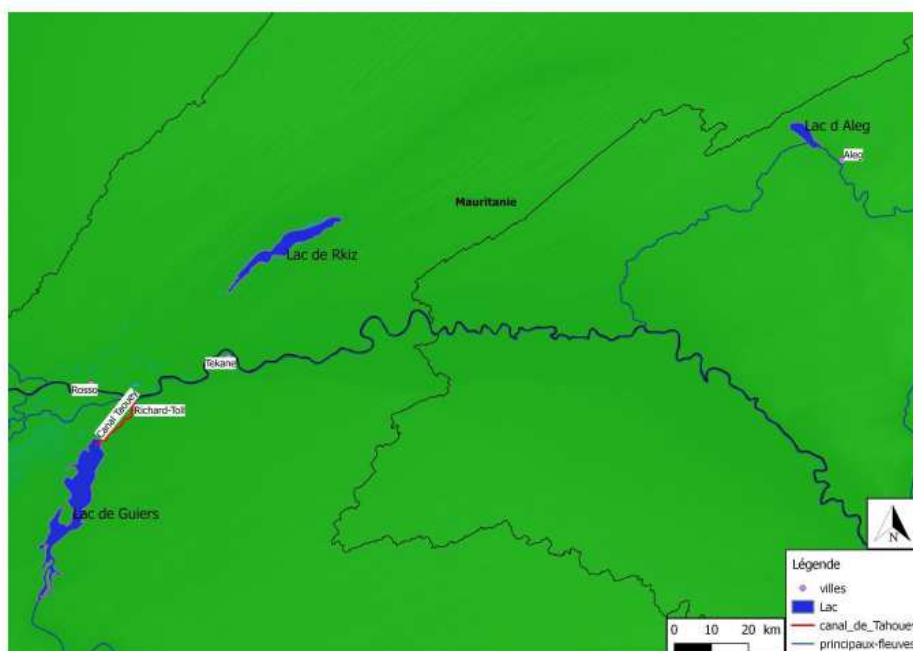 Lac d Aleg
Aleg
Mauritanie
Lac de Rkiz
Tekane
Rosso
Canal Taouey
Richard-Toll
Lac de Guiers
N
Légende
villes
Lac
canal_de_Tahouey
principaux-fleuves
0 10 20 km